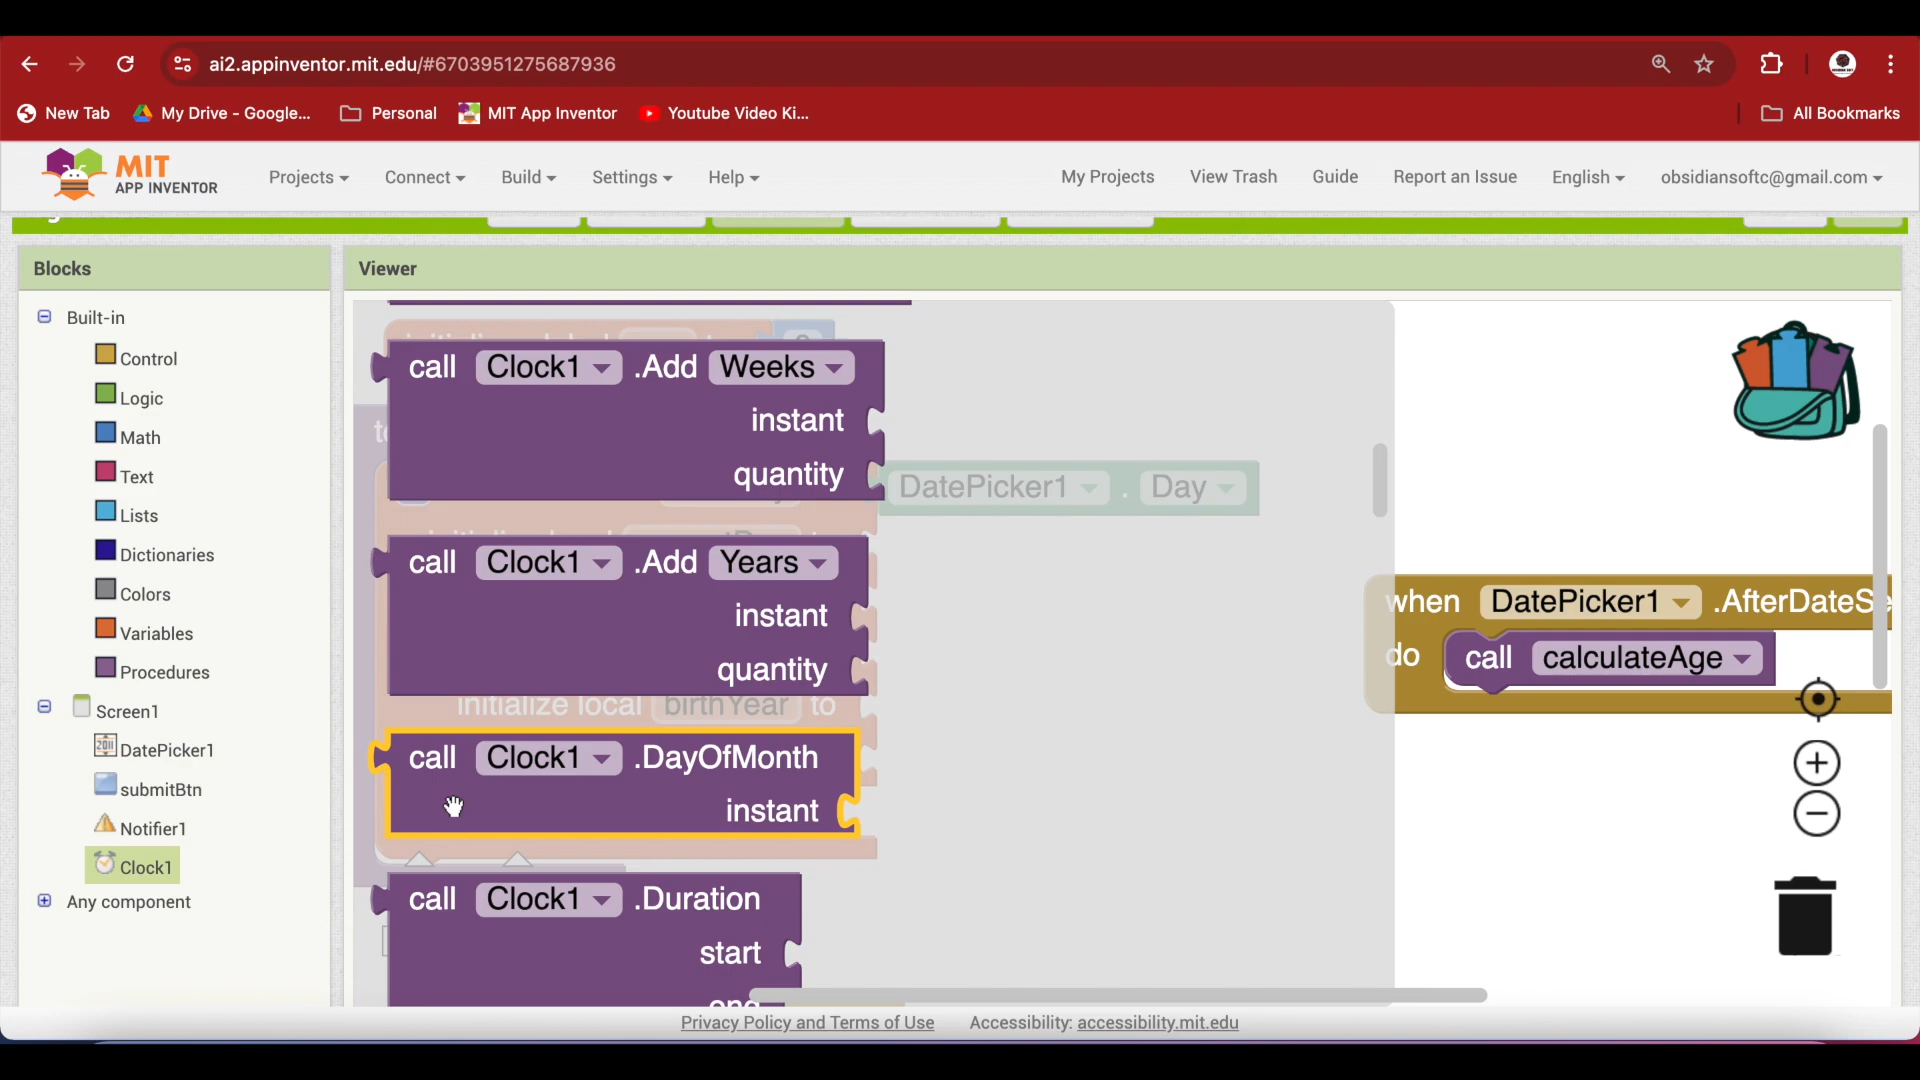 ai2.appinventor.mit.edu/#6703951275687936
New Tab
My Drive - Google...
Personal
MIT App Inventor
Youtube Video Ki...
All Bookmarks
MIT
APP INVENTOR
Projects
Connect
Build
Settings
Help
My Projects
View Trash
Guide
Report an Issue
English
obsidiansoftc@gmail.com
Blocks
Viewer
Built-in
Control
Logic
Math
Text
Lists
Dictionaries
Colors
Variables
Procedures
Screen1
DatePicker1
submitBtn
Notifier1
Clock1
Any component
call Clock1 .Add Weeks
instant
quantity
DatePicker1 . Day
call Clock1 .Add Years
instant
quantity
initialize local birthYear to
call Clock1 .DayOfMonth
instant
call Clock1 .Duration
start
end
when DatePicker1 .AfterDateSe
do call calculateAge
Privacy Policy and Terms of Use
Accessibility: accessibility.mit.edu